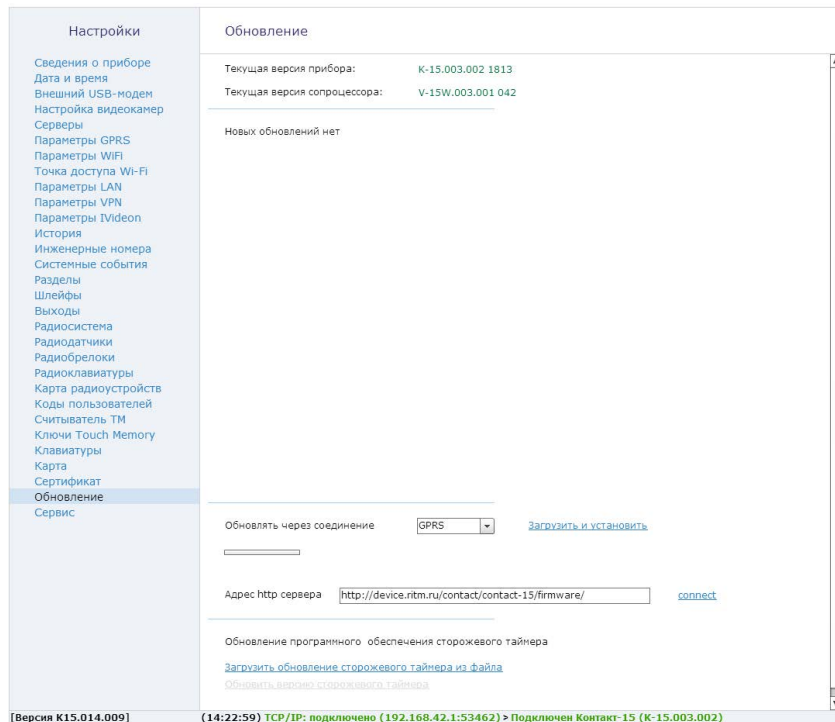 Настройки
Обновление
Сведения о приборе
Дата и время
Внешний USB-модем
Настройка видеокамер
Серверы
Параметры GPRS
Параметры WiFi
Точка доступа Wi-Fi
Параметры LAN
Параметры VPN
Параметры IVideon
История
Инженерные номера
Системные события
Разделы
Шлейфы
Выходы
Радиосистема
Радиодатчики
Радиобрелоки
Радиоклавиатуры
Карта радиоустройств
Коды пользователей
Считыватель ТМ
Ключи Touch Memory
Клавиатуры
Карта
Сертификат
Обновление
Сервис
Текущая версия прибора: K-15.003.002 1813
Текущая версия сопроцессора: V-15W.003.001 042
Новых обновлений нет
Обновлять через соединение GPRS Загрузить и установить
Адрес http сервера http://device.ritm.ru/contact/contact-15/firmware/ connect
Обновление программного обеспечения сторожевого таймера
Загрузить обновление сторожевого таймера из файла
Обновить версию сторожевого таймера
[Версия K15.014.009] (14:22:59) TCP/IP: подключено (192.168.42.1:53462) > Подключен Контакт-15 (K-15.003.002)